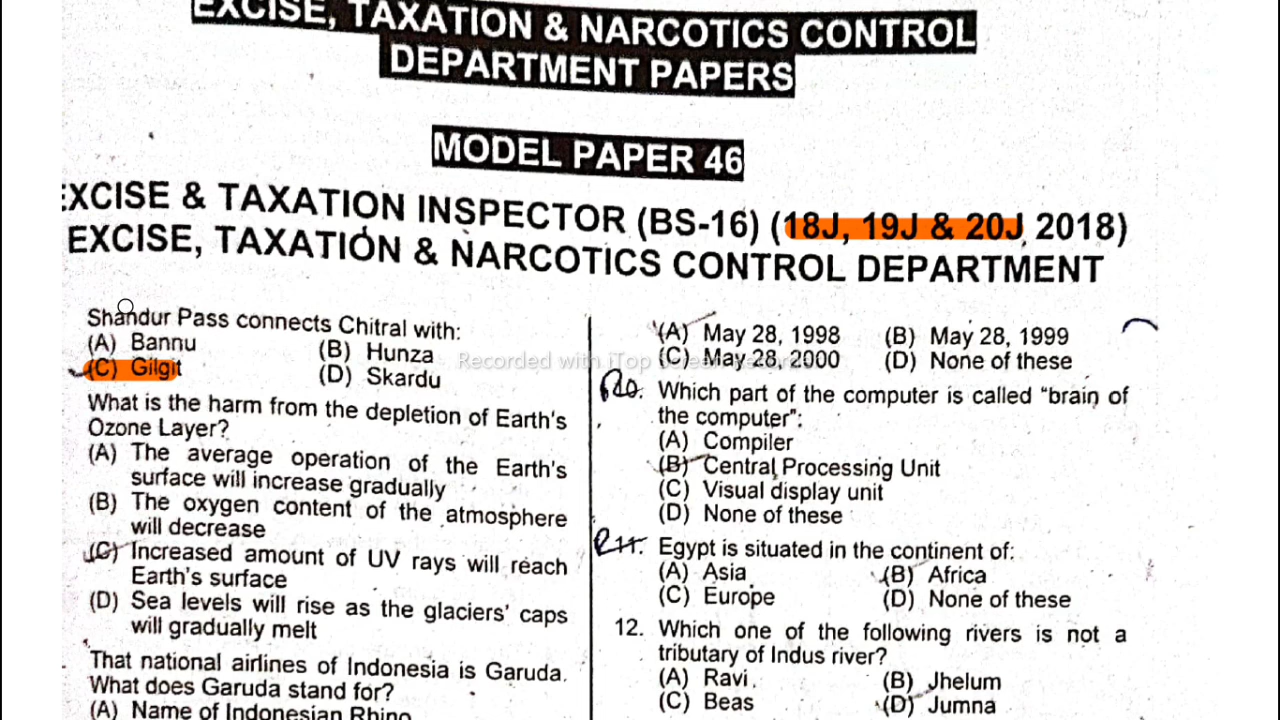 EXCISE, TAXATION & NARCOTICS CONTROL
DEPARTMENT PAPERS
MODEL PAPER 46
EXCISE & TAXATION INSPECTOR (BS-16) (18J, 19J & 20J 2018)
EXCISE, TAXATION & NARCOTICS CONTROL DEPARTMENT
Shandur Pass connects Chitral with:
(A) Bannu (B) Hunza
(C) Gilgit (D) Skardu
What is the harm from the depletion of Earth's
Ozone Layer?
(A) The average operation of the Earth's
surface will increase gradually
(B) The oxygen content of the atmosphere
will decrease
(C) Increased amount of UV rays will reach
Earth's surface
(D) Sea levels will rise as the glaciers' caps
will gradually melt
That national airlines of Indonesia is Garuda.
What does Garuda stand for?
(A) Name of Indonesian Rhino
(A) May 28, 1998 (B) May 28, 1999
(C) May 28, 2000 (D) None of these
Recorded with iTop Screen
10. Which part of the computer is called "brain of
the computer":
(A) Compiler
(B) Central Processing Unit
(C) Visual display unit
(D) None of these
11. Egypt is situated in the continent of:
(A) Asia (B) Africa
(C) Europe (D) None of these
12. Which one of the following rivers is not a
tributary of Indus river?
(A) Ravi (B) Jhelum
(C) Beas (D) Jumna